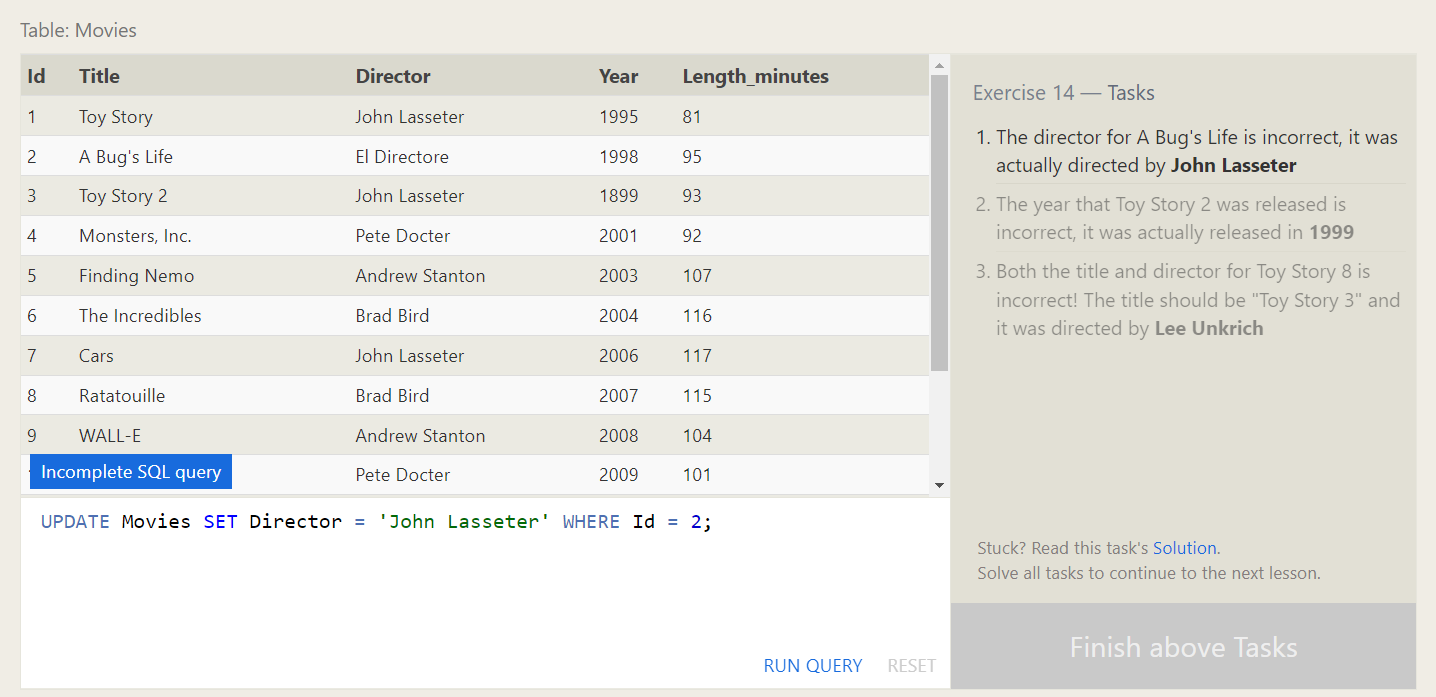 Table: Movies
Id Title Director Year Length_minutes
1 Toy Story John Lasseter 1995 81
2 A Bug's Life El Directore 1998 95
3 Toy Story 2 John Lasseter 1899 93
4 Monsters, Inc. Pete Docter 2001 92
5 Finding Nemo Andrew Stanton 2003 107
6 The Incredibles Brad Bird 2004 116
7 Cars John Lasseter 2006 117
8 Ratatouille Brad Bird 2007 115
9 WALL-E Andrew Stanton 2008 104
Pete Docter 2009 101
Incomplete SQL query
UPDATE Movies SET Director = 'John Lasseter' WHERE Id = 2;
RUN QUERY RESET
Exercise 14 — Tasks
1. The director for A Bug's Life is incorrect, it was
actually directed by John Lasseter
2. The year that Toy Story 2 was released is
incorrect, it was actually released in 1999
3. Both the title and director for Toy Story 8 is
incorrect! The title should be "Toy Story 3" and
it was directed by Lee Unkrich
Stuck? Read this task's Solution.
Solve all tasks to continue to the next lesson.
Finish above Tasks